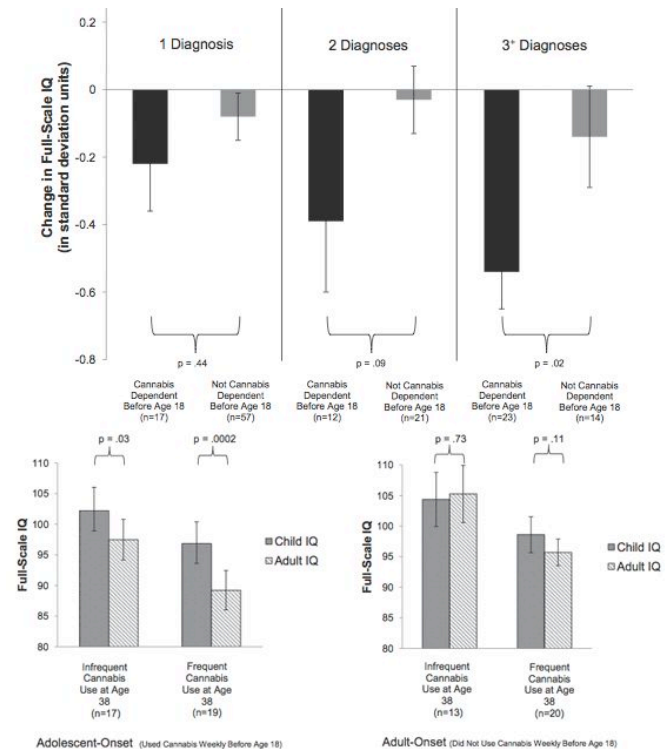 0.2
1 Diagnosis
2 Diagnoses
3+ Diagnoses
0
-0.2
-0.4
-0.6
-0.8
Change in Full-Scale IQ
(in standard deviation units)
p = .44
p = .09
p = .02
Cannabis
Dependent
Before Age 18
(n=17)
Not Cannabis
Dependent
Before Age 18
(n=57)
Cannabis
Dependent
Before Age 18
(n=12)
Not Cannabis
Dependent
Before Age 18
(n=21)
Cannabis
Dependent
Before Age 18
(n=23)
Not Cannabis
Dependent
Before Age 18
(n=14)
p = .03
p = .0002
110
105
100
95
90
85
80
Full-Scale IQ
Child IQ
Adult IQ
Infrequent
Cannabis
Use at Age
38
(n=17)
Frequent
Cannabis
Use at Age
38
(n=19)
Adolescent-Onset (Used Cannabis Weekly Before Age 18)
p = .73
p = .11
110
105
100
95
90
85
80
Full-Scale IQ
Child IQ
Adult IQ
Infrequent
Cannabis
Use at Age
38
(n=13)
Frequent
Cannabis
Use at Age
38
(n=20)
Adult-Onset (Did Not Use Cannabis Weekly Before Age 18)